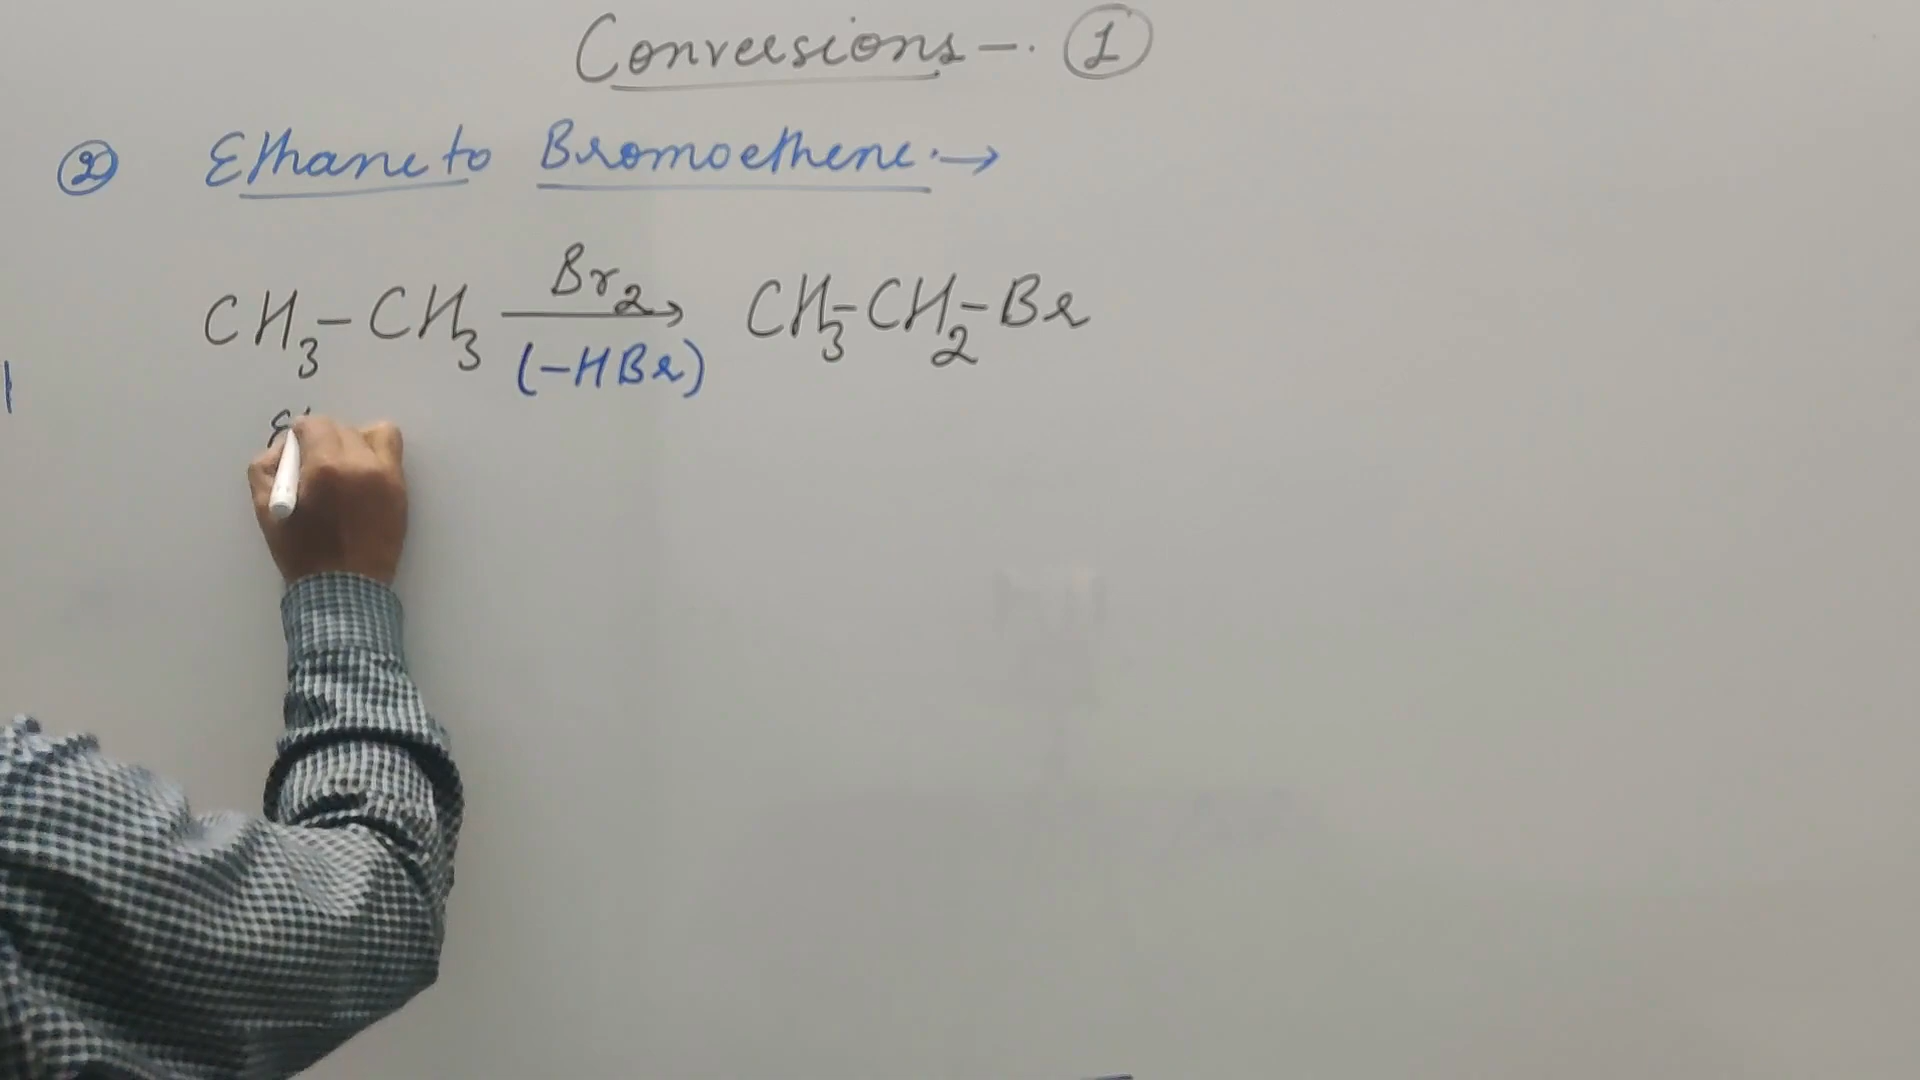 Conversions - . ①
② Ethane to Bromoethene. →
Br2
CH3-CH3 → CH3-CH2-Br
(-HBr)